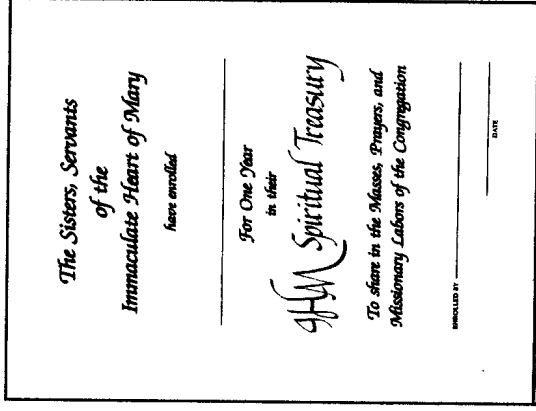 The Sisters, Servants
of the
Immaculate Heart of Mary
have enrolled
For One Year
in their
IHM Spiritual Treasury
To share in the Masses, Prayers, and
Missionary Labors of the Congregation
ENROLLED BY
DATE